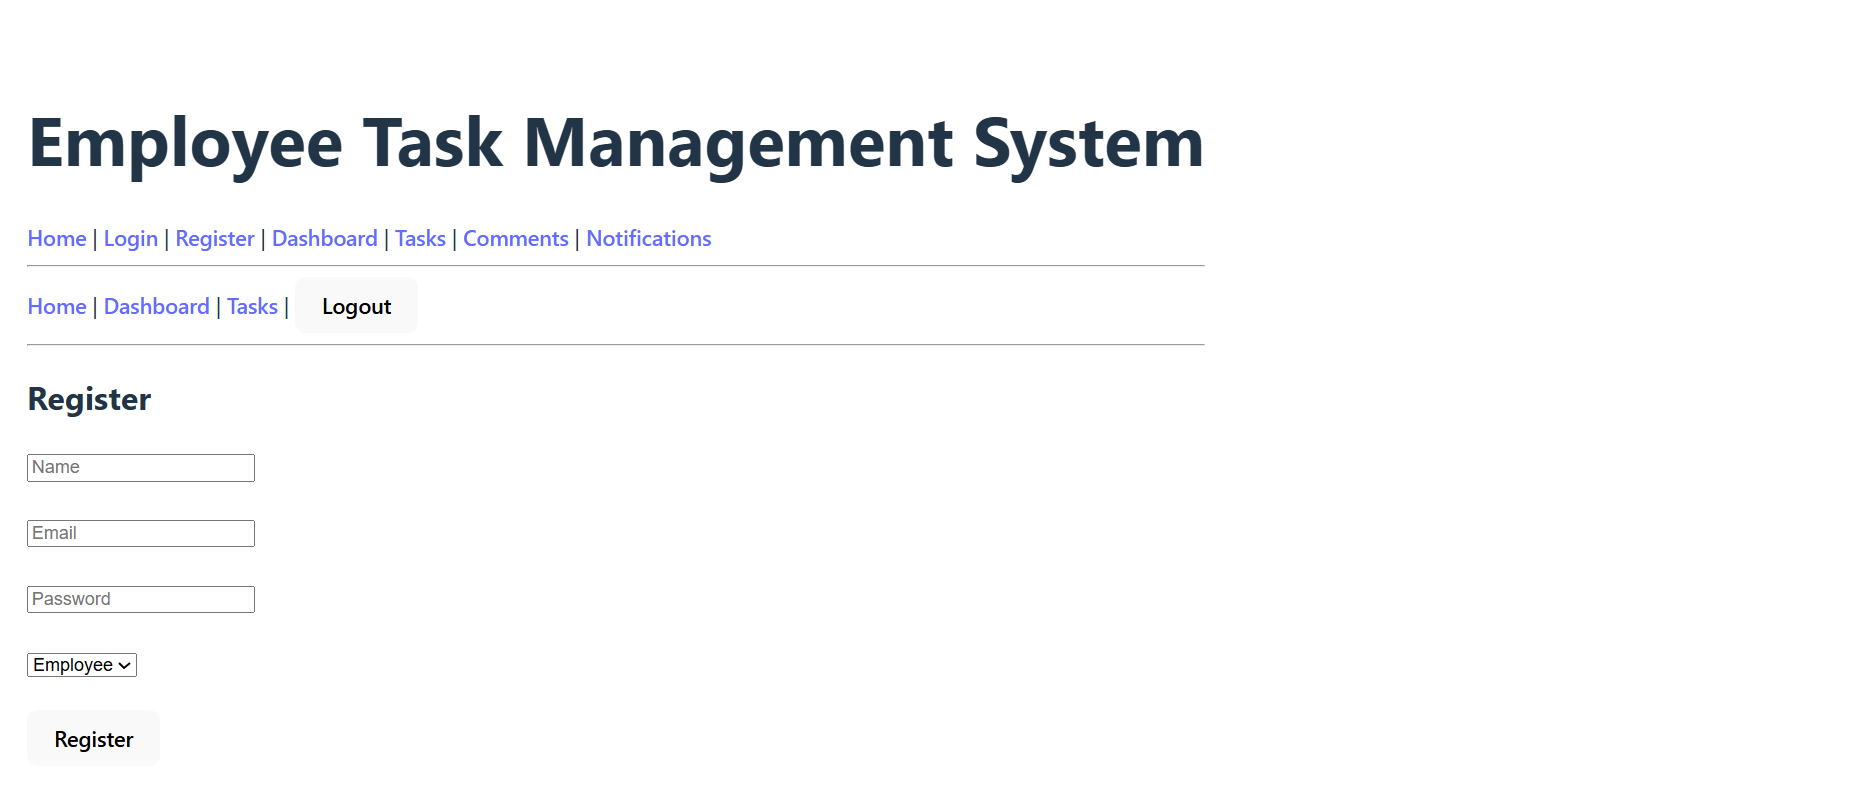 Employee Task Management System
Home | Login | Register | Dashboard | Tasks | Comments | Notifications
Home | Dashboard | Tasks | Logout
Register
Name
Email
Password
Employee
Register